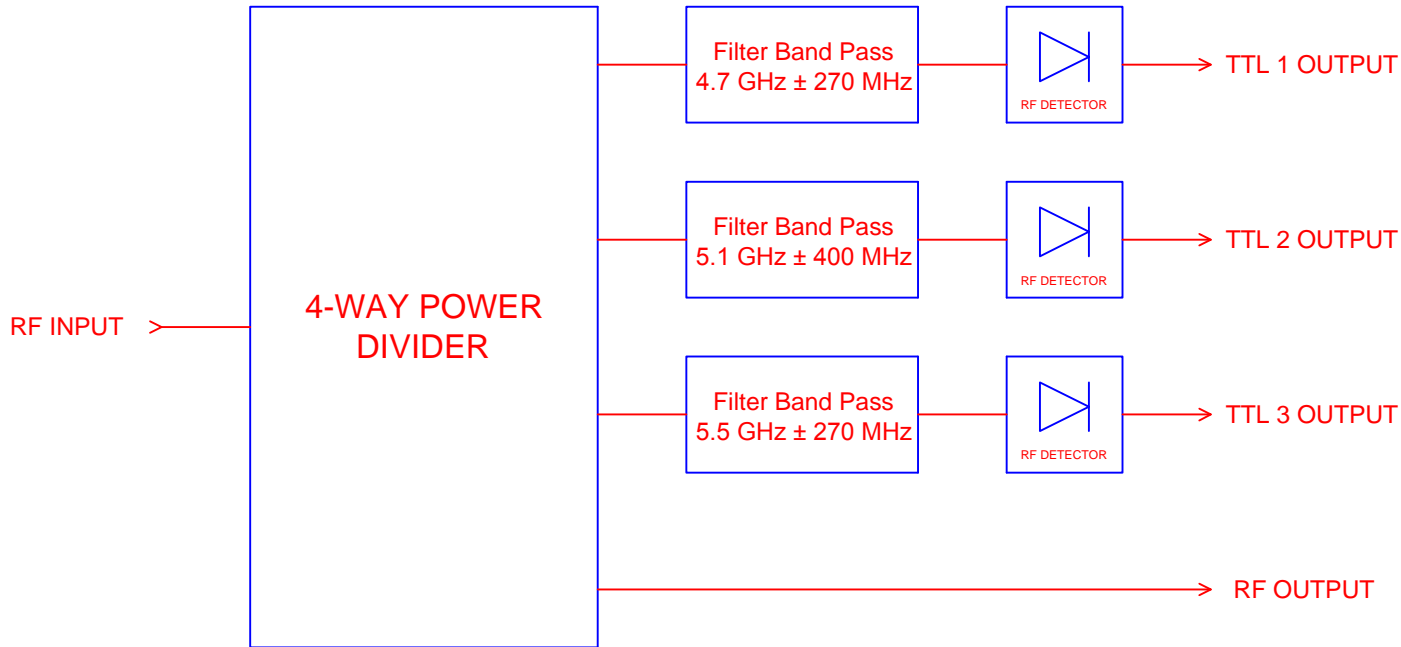 Filter Band Pass
4.7 GHz ± 270 MHz
RF DETECTOR
TTL 1 OUTPUT
Filter Band Pass
5.1 GHz ± 400 MHz
RF DETECTOR
TTL 2 OUTPUT
RF INPUT
4-WAY POWER
DIVIDER
Filter Band Pass
5.5 GHz ± 270 MHz
RF DETECTOR
TTL 3 OUTPUT
RF OUTPUT